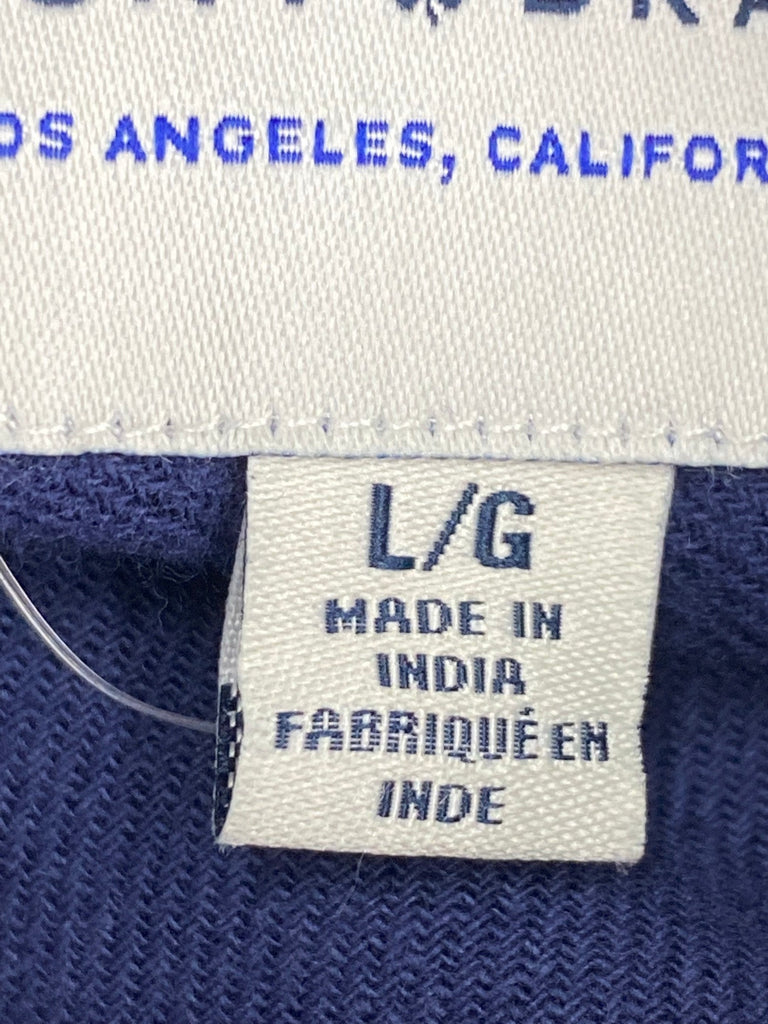 OS ANGELES, CALIFOR
L/G
MADE IN
INDIA
FABRIQUÉ EN
INDE